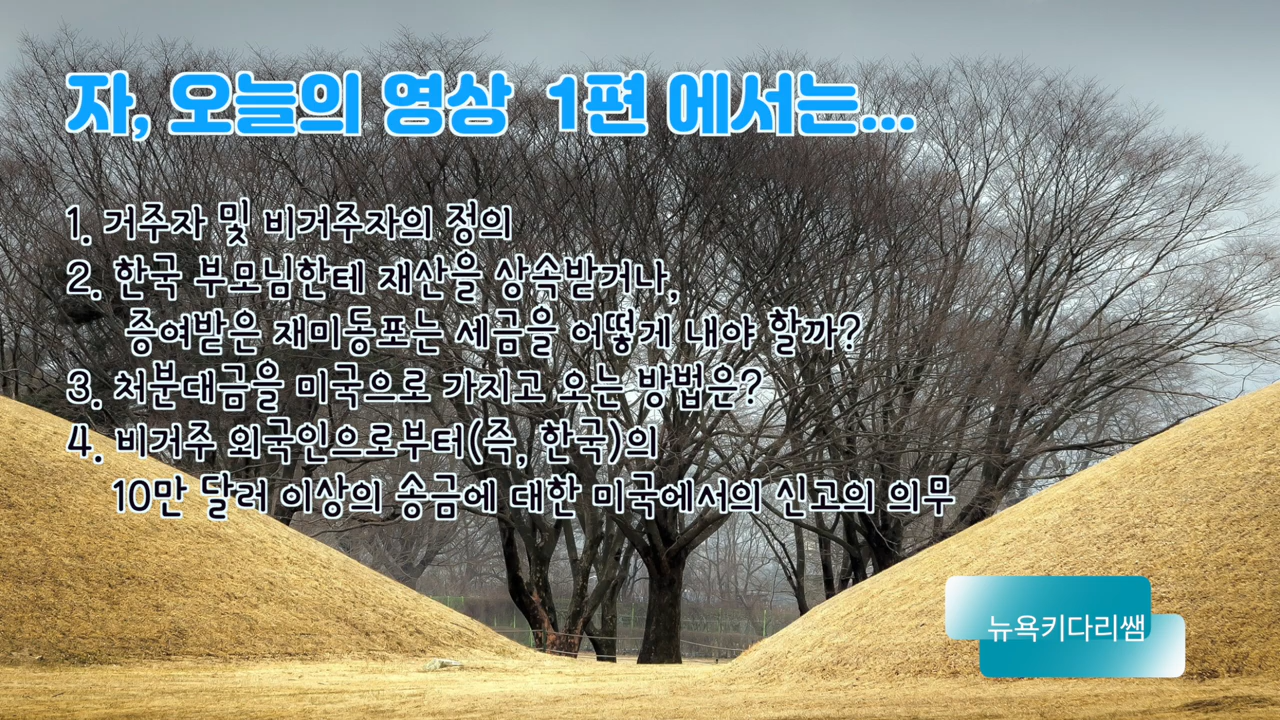 자, 오늘의 영상 1편 에서는...
1. 거주자 및 비거주자의 정의
2. 한국 부모님한테 재산을 상속받거나,
증여받은 재미동포는 세금을 어떻게 내야 할까?
3. 처분대금을 미국으로 가지고 오는 방법은?
4. 비거주 외국인으로부터(즉, 한국)의
10만 달러 이상의 송금에 대한 미국에서의 신고의 의무
뉴욕키다리쌤